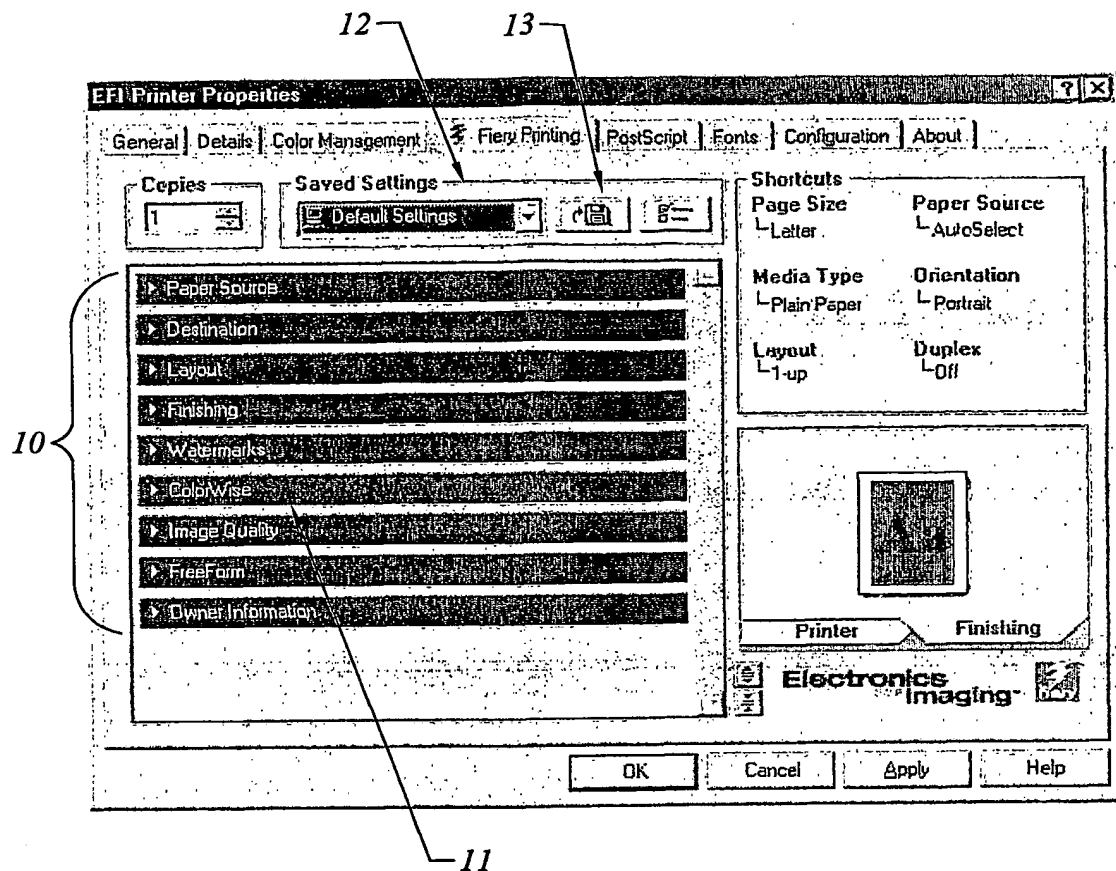 12 13
EFI Printer Properties ? ×
General Details Color Management Fiery Printing PostScript Fonts Configuration About
Copies Saved Settings Shortcuts
1 Default Settings
Page Size Paper Source
Letter AutoSelect
Media Type Orientation
Plain Paper Portrait
Layout Duplex
1-up Off
10
Paper Source
Destination
Layout
Finishing
Watermarks
ColorWise
Image Quality
FreeForm
Owner Information
Printer Finishing
Electronics
Imaging
OK Cancel Apply Help
11